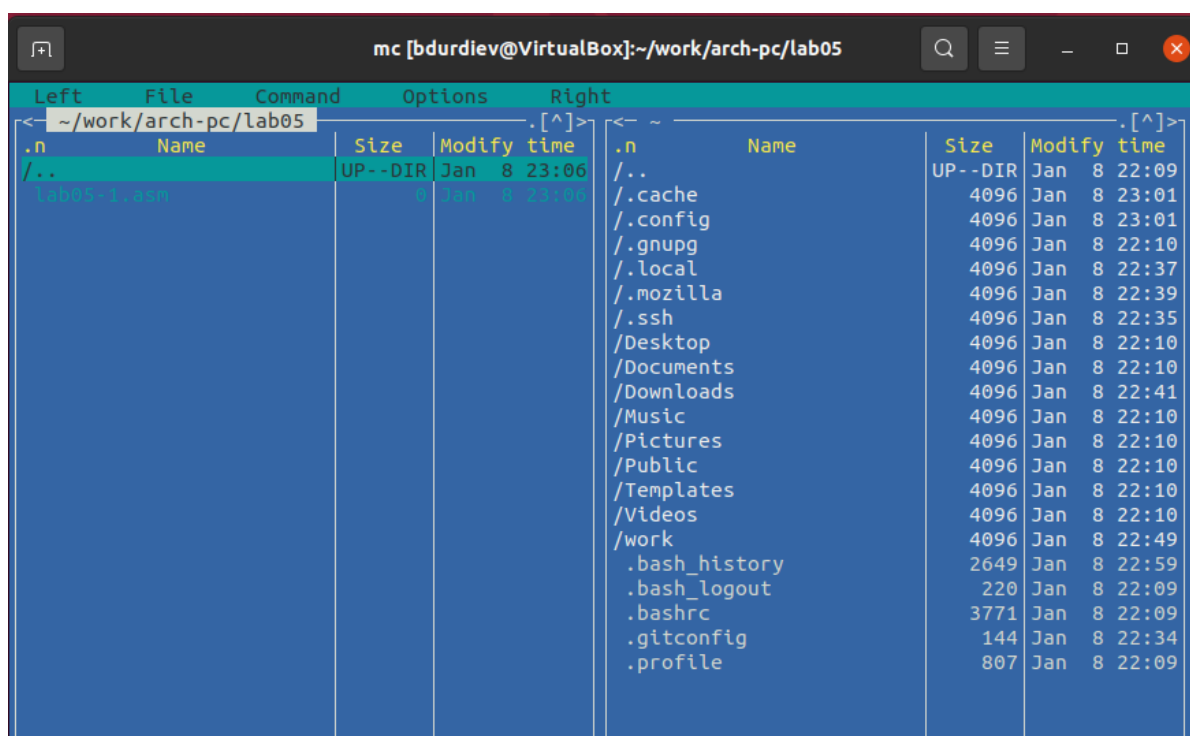 mc [bdurdiev@VirtualBox]:~/work/arch-pc/lab05
Left File Command Options Right
<─ ~/work/arch-pc/lab05 ─.[^]>
.n Name Size Modify time
/.. UP--DIR Jan 8 23:06
lab05-1.asm 0 Jan 8 23:06
<─ ~ ─.[^]>
.n Name Size Modify time
/.. UP--DIR Jan 8 22:09
/.cache 4096 Jan 8 23:01
/.config 4096 Jan 8 23:01
/.gnupg 4096 Jan 8 22:10
/.local 4096 Jan 8 22:37
/.mozilla 4096 Jan 8 22:39
/.ssh 4096 Jan 8 22:35
/Desktop 4096 Jan 8 22:10
/Documents 4096 Jan 8 22:10
/Downloads 4096 Jan 8 22:41
/Music 4096 Jan 8 22:10
/Pictures 4096 Jan 8 22:10
/Public 4096 Jan 8 22:10
/Templates 4096 Jan 8 22:10
/Videos 4096 Jan 8 22:10
/work 4096 Jan 8 22:49
.bash_history 2649 Jan 8 22:59
.bash_logout 220 Jan 8 22:09
.bashrc 3771 Jan 8 22:09
.gitconfig 144 Jan 8 22:34
.profile 807 Jan 8 22:09